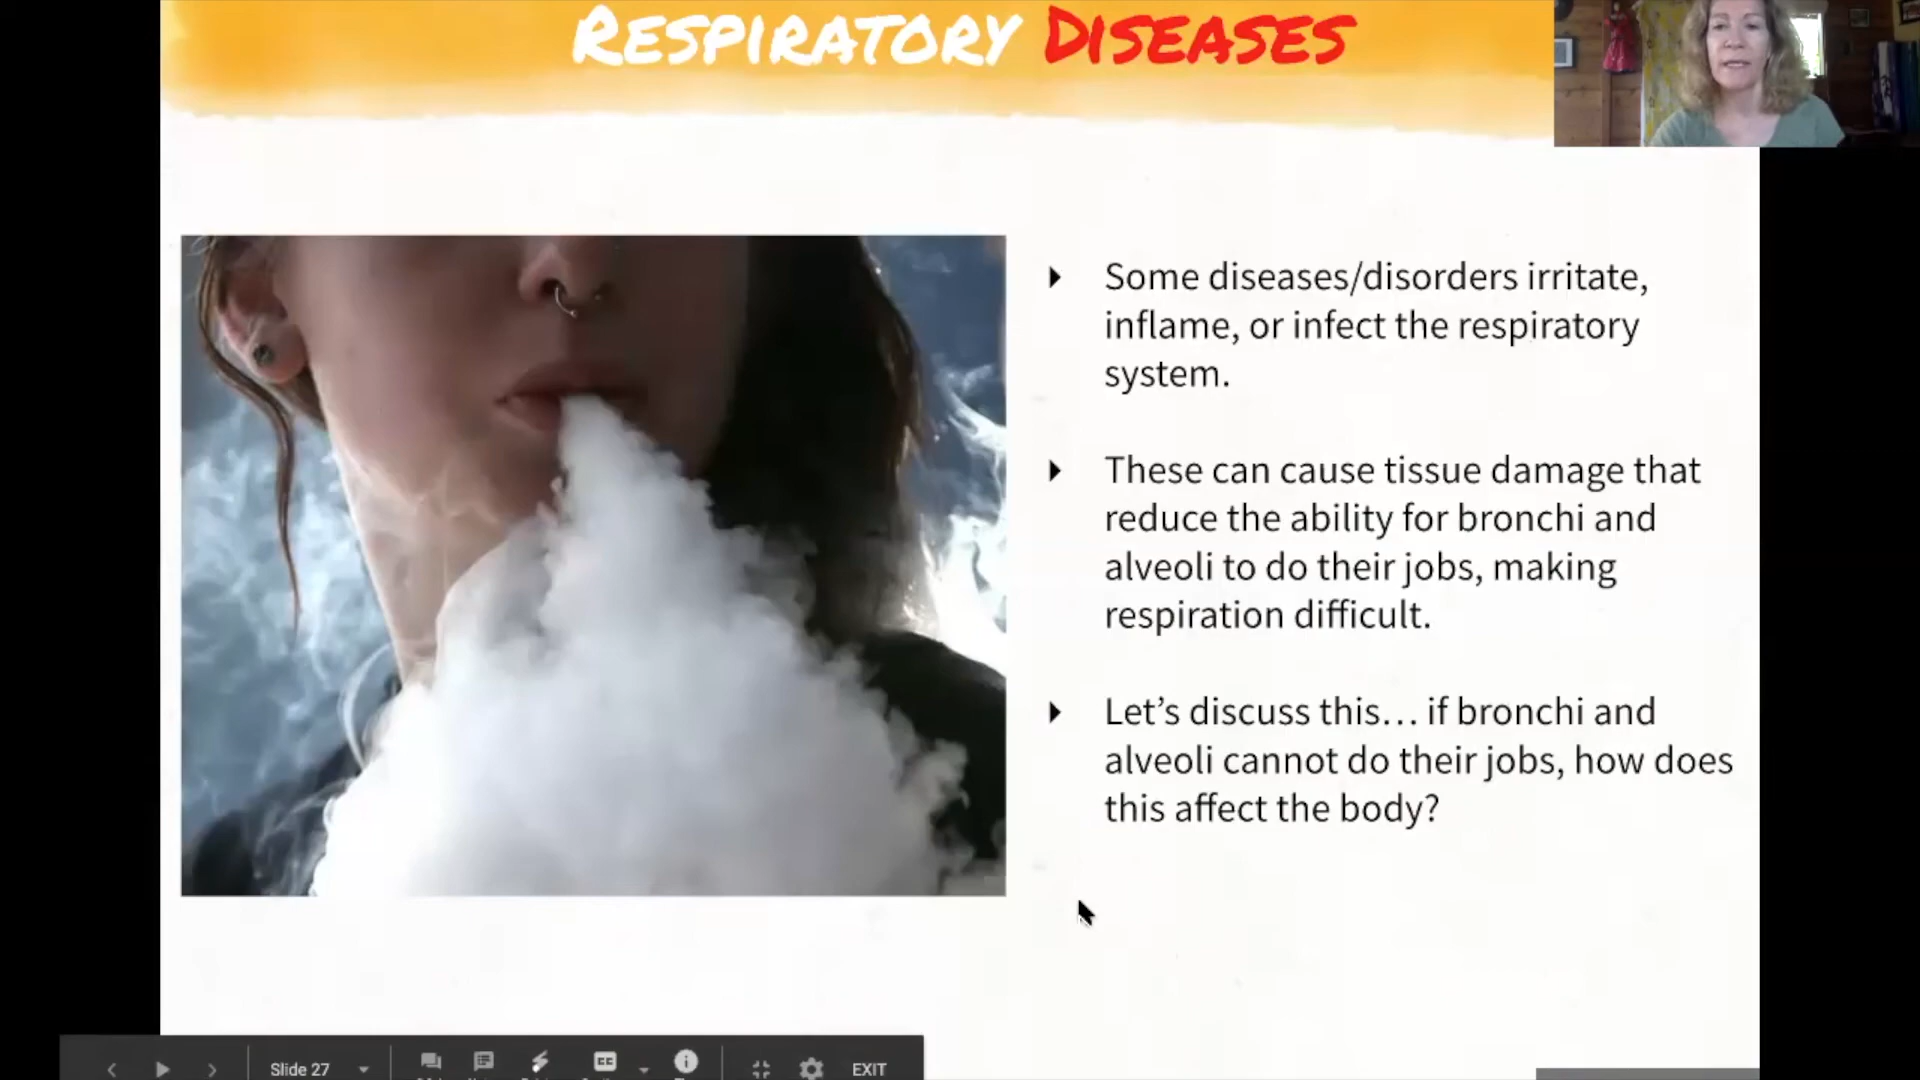 RESPIRATORY DISEASES
Some diseases/disorders irritate,
inflame, or infect the respiratory
system.
These can cause tissue damage that
reduce the ability for bronchi and
alveoli to do their jobs, making
respiration difficult.
Let’s discuss this… if bronchi and
alveoli cannot do their jobs, how does
this affect the body?
Slide 27
CC
EXIT